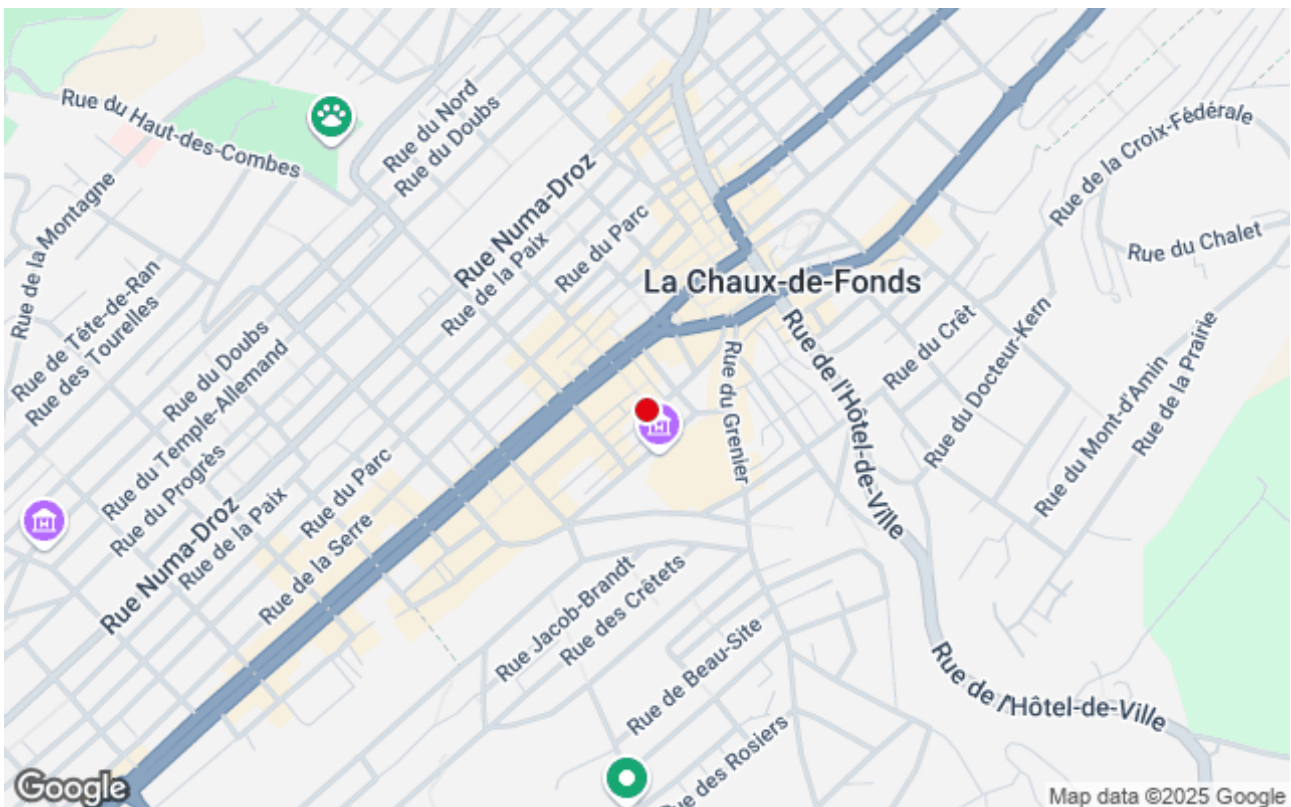 Rue du Haut-des-Combes
Rue du Nord
Rue du Doubs
Rue de la Croix-Fédérale
Rue de la Montagne
Rue Numa-Droz
Rue du Parc
Rue de la Paix
Rue du Chalet
La Chaux-de-Fonds
Rue de Tête-de-Ran
Rue des Tourelles
Rue du Doubs
Rue du Temple-Allemand
Rue du Progrès
Rue de l'Hôtel-de-Ville
Rue du Grenier
Rue du Crêt
Rue du Docteur-Kern
Rue du Mont-d'Amin
Rue de la Prairie
Rue Numa-Droz
Rue de la Paix
Rue du Parc
Rue de la Serre
Rue Jacob-Brandt
Rue des Crêtets
Rue de Beau-Site
Rue des Rosiers
Rue de l'Hôtel-de-Ville
Google
Map data ©2025 Google